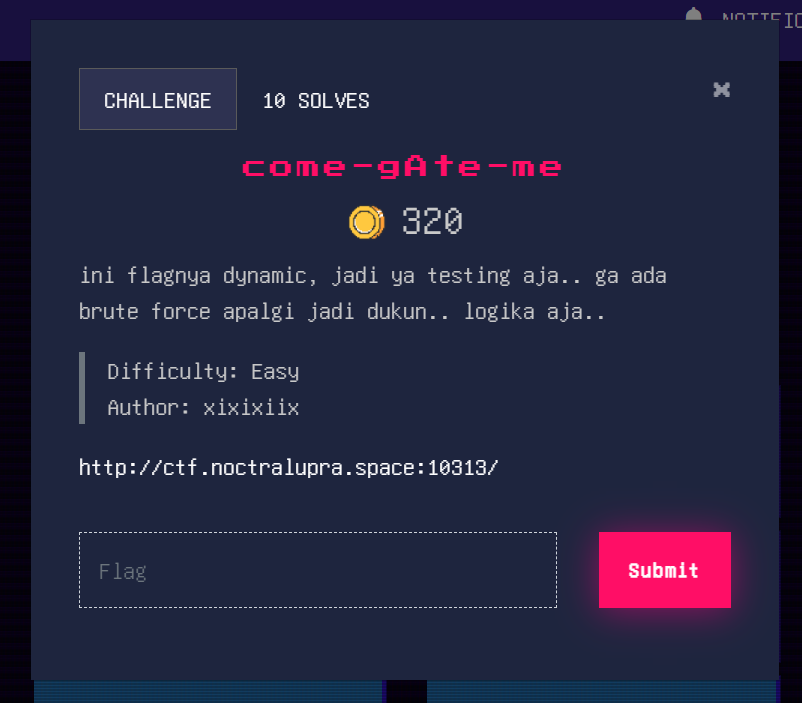 CHALLENGE
10 SOLVES
come-gAte-me
320
ini flagnya dynamic, jadi ya testing aja.. ga ada
brute force apalgi jadi dukun.. logika aja..
Difficulty: Easy
Author: xixixiix
http://ctf.noctralupra.space:10313/
Flag
Submit